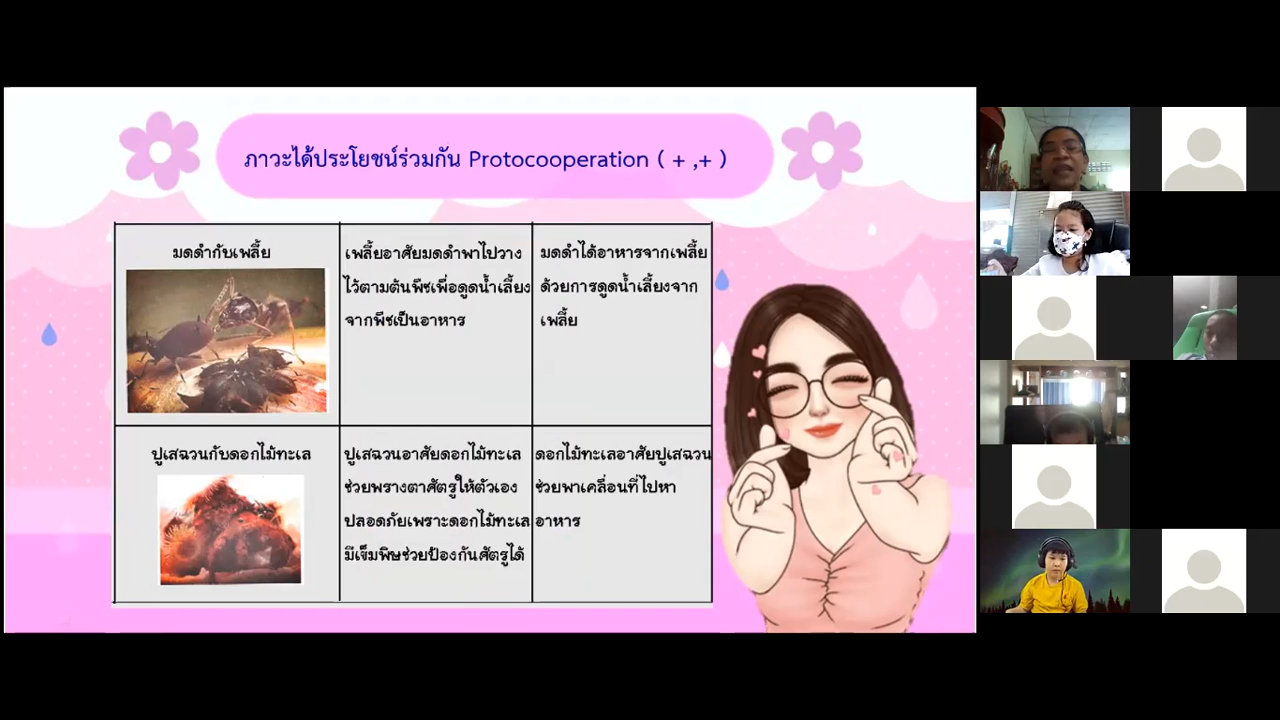 ภาวะได้ประโยชน์ร่วมกัน Protocooperation ( + ,+ )
มดดำกับเพลี้ย
เพลี้ยอาศัยมดดำพาไปวาง
ไว้ตามต้นพืชเพื่อดูดน้ำเลี้ยง
จากพืชเป็นอาหาร
มดดำได้อาหารจากเพลี้ย
ด้วยการดูดน้ำเลี้ยงจาก
เพลี้ย
ปูเสฉวนกับดอกไม้ทะเล
ปูเสฉวนอาศัยดอกไม้ทะเล
ช่วยพรางตาศัตรูให้ตัวเอง
ปลอดภัยเพราะดอกไม้ทะเล
มีเข็มพิษช่วยป้องกันศัตรูได้
ดอกไม้ทะเลอาศัยปูเสฉวน
ช่วยพาเคลื่อนที่ไปหา
อาหาร